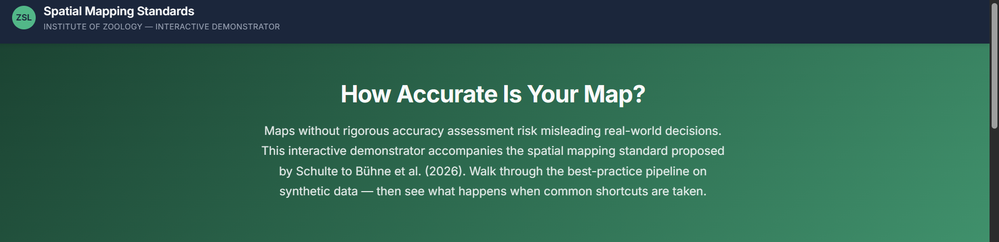 ZSL
Spatial Mapping Standards
INSTITUTE OF ZOOLOGY — INTERACTIVE DEMONSTRATOR
How Accurate Is Your Map?
Maps without rigorous accuracy assessment risk misleading real-world decisions.
This interactive demonstrator accompanies the spatial mapping standard proposed
by Schulte to Bühne et al. (2026). Walk through the best-practice pipeline on
synthetic data — then see what happens when common shortcuts are taken.